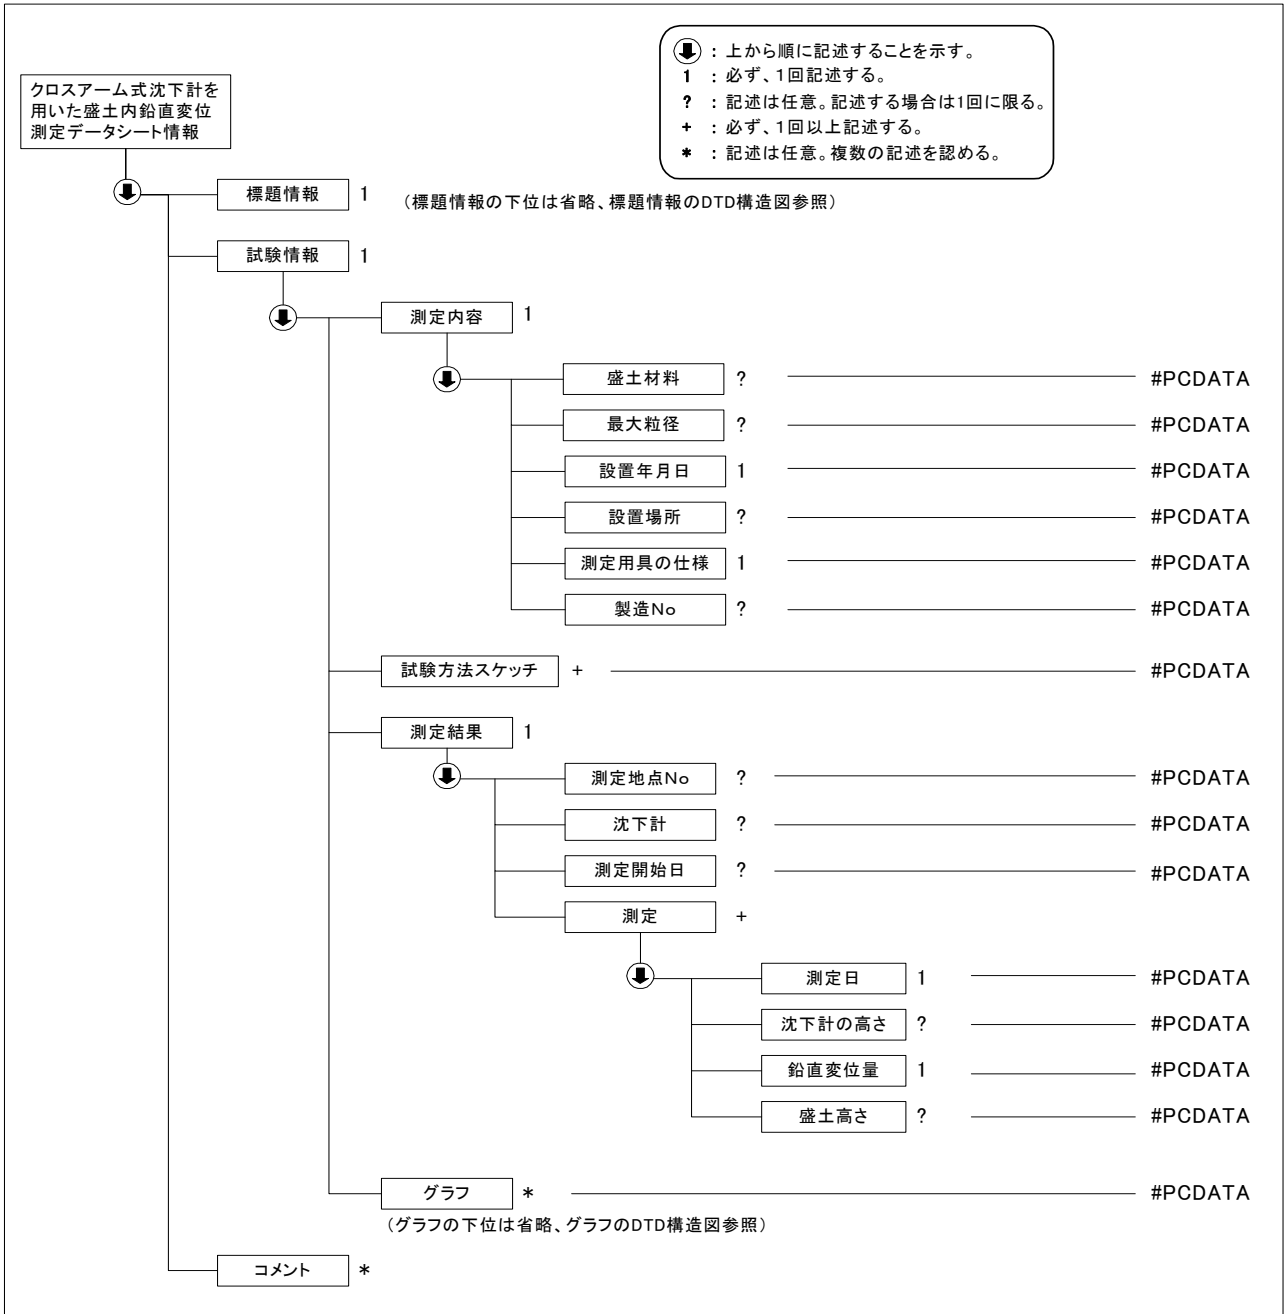 ⬇ : 上から順に記述することを示す。
1 : 必ず、1回記述する。
? : 記述は任意。記述する場合は1回に限る。
+ : 必ず、1回以上記述する。
* : 記述は任意。複数の記述を認める。
クロスアーム式沈下計を
用いた盛土内鉛直変位
測定データシート情報
標題情報 1 (標題情報の下位は省略、標題情報のDTD構造図参照)
試験情報 1
測定内容 1
盛土材料 ? #PCDATA
最大粒径 ? #PCDATA
設置年月日 1 #PCDATA
設置場所 ? #PCDATA
測定用具の仕様 1 #PCDATA
製造No ? #PCDATA
試験方法スケッチ + #PCDATA
測定結果 1
測定地点No ? #PCDATA
沈下計 ? #PCDATA
測定開始日 ? #PCDATA
測定 +
測定日 1 #PCDATA
沈下計の高さ ? #PCDATA
鉛直変位量 1 #PCDATA
盛土高さ ? #PCDATA
グラフ * #PCDATA
(グラフの下位は省略、グラフのDTD構造図参照)
コメント *